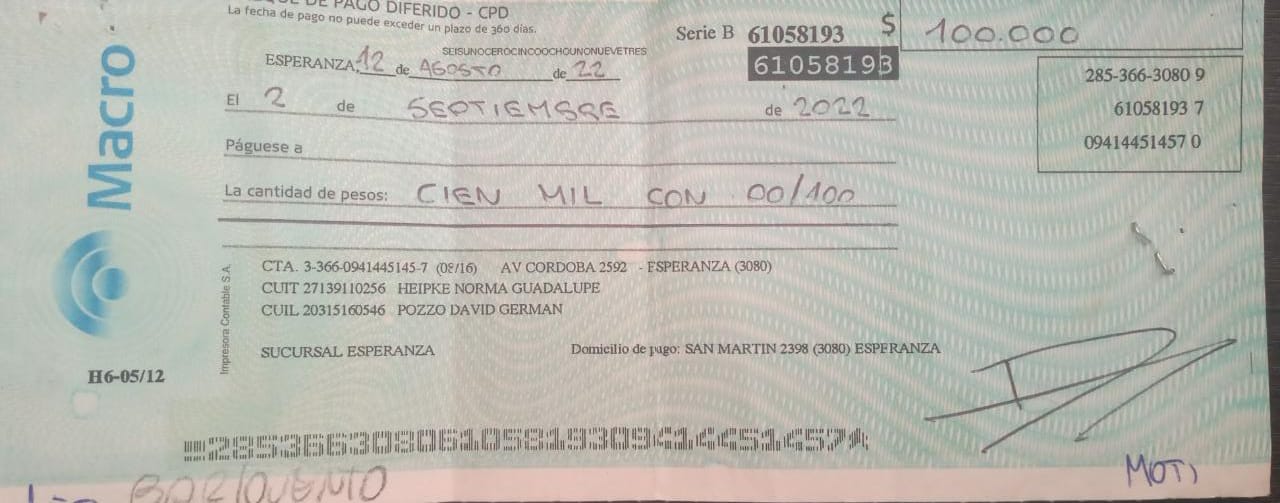 DE PAGO DIFERIDO - CPD
La fecha de pago no puede exceder un plazo de 360 días.
Serie B 61058193 $ 100.000
SEISUNOCEROCINCOOCHOUNONUEVETRES
ESPERANZA, 12 de AGOSTO de 22
61058193
285-366-3080 9
61058193 7
09414451457 0
El 2 de SEPTIEMBRE de 2022
Páguese a
La cantidad de pesos: CIEN MIL CON 00/100
CTA. 3-366-0941445145-7 (08/16) AV CORDOBA 2592 - ESPERANZA (3080)
CUIT 27139110256 HEIPKE NORMA GUADALUPE
CUIL 20315160546 POZZO DAVID GERMAN
SUCURSAL ESPERANZA Domicilio de pago: SAN MARTIN 2398 (3080) ESPERANZA
Macro
Impresora Contable S.A.
H6-05/12
28536630806105819309414451457
BARLOVENTO
MOTI